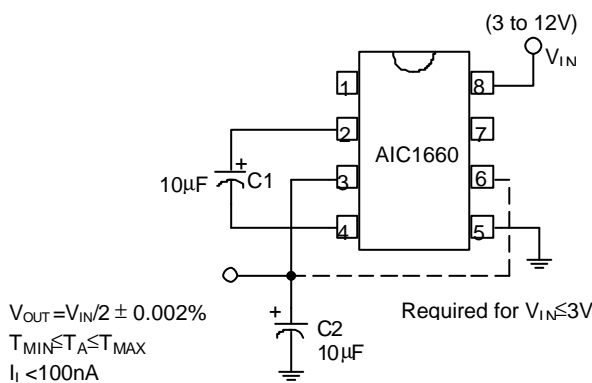 (3 to 12V)
VIN
1
8
2
7
AIC1660
3
6
10µF
+
C1
4
5
VOUT=VIN/2 ± 0.002%
TMIN≤TA≤TMAX
IL<100nA
+
C2
10µF
Required for VIN≤3V